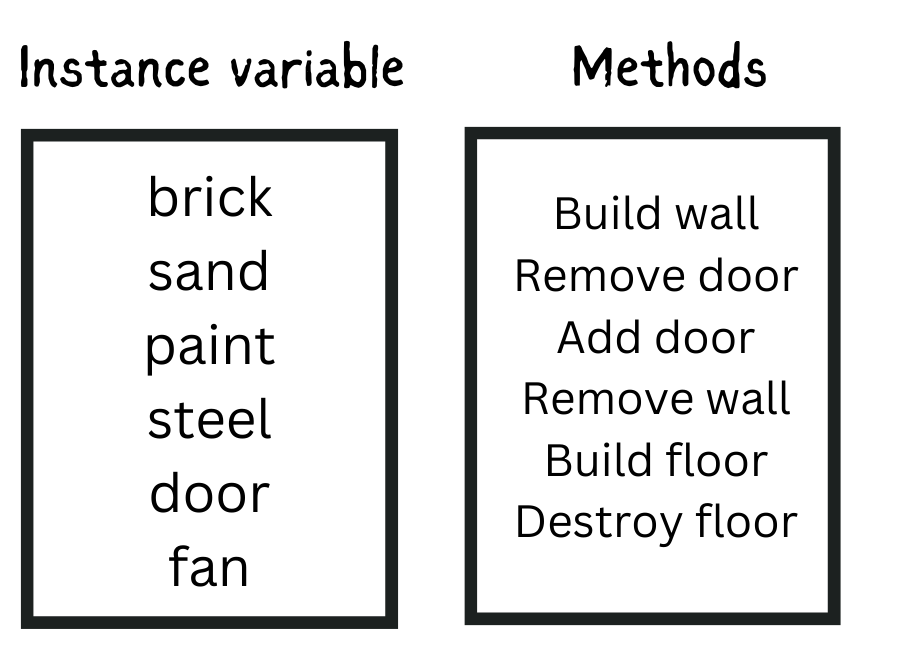 Instance variable
brick
sand
paint
steel
door
fan
Methods
Build wall
Remove door
Add door
Remove wall
Build floor
Destroy floor